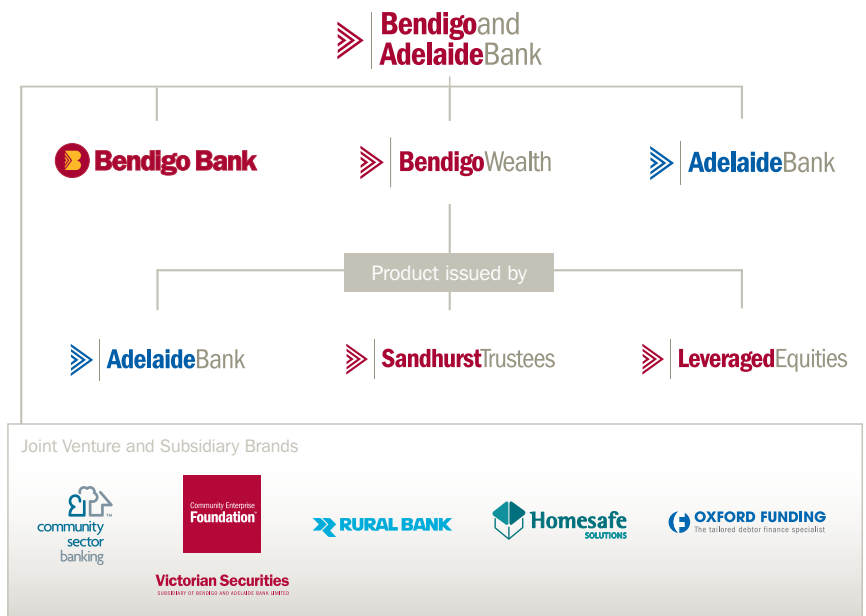 Bendigoand
AdelaideBank
B Bendigo Bank
BendigoWealth
AdelaideBank
Product issued by
AdelaideBank
SandhurstTrustees
LeveragedEquities
Joint Venture and Subsidiary Brands
community
sector
banking
TM
Community Enterprise
Foundation™
RURAL BANK
Homesafe
SOLUTIONS
OXFORD FUNDING
The tailored debtor finance specialist
Victorian Securities
SUBSIDIARY OF BENDIGO AND ADELAIDE BANK LIMITED